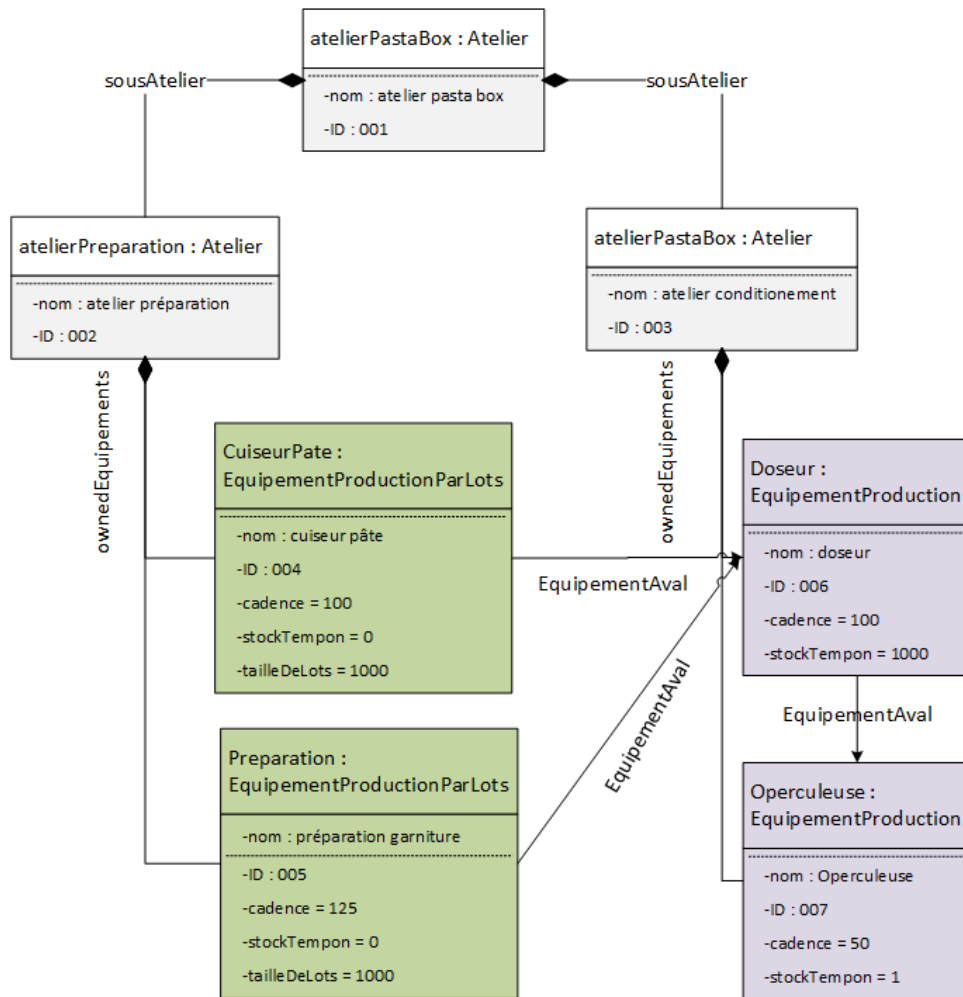 atelierPastaBox : Atelier
-nom : atelier pasta box
-ID : 001
sousAtelier
sousAtelier
atelierPreparation : Atelier
-nom : atelier préparation
-ID : 002
atelierPastaBox : Atelier
-nom : atelier conditionement
-ID : 003
ownedEquipements
ownedEquipements
CuiseurPate :
EquipementProductionParLots
-nom : cuiseur pâte
-ID : 004
-cadence = 100
-stockTempon = 0
-tailleDeLots = 1000
EquipementAval
Doseur :
EquipementProduction
-nom : doseur
-ID : 006
-cadence = 100
-stockTempon = 1000
EquipementAval
EquipementAval
Preparation :
EquipementProductionParLots
-nom : préparation garniture
-ID : 005
-cadence = 125
-stockTempon = 0
-tailleDeLots = 1000
Operculeuse :
EquipementProduction
-nom : Operculeuse
-ID : 007
-cadence = 50
-stockTempon = 1